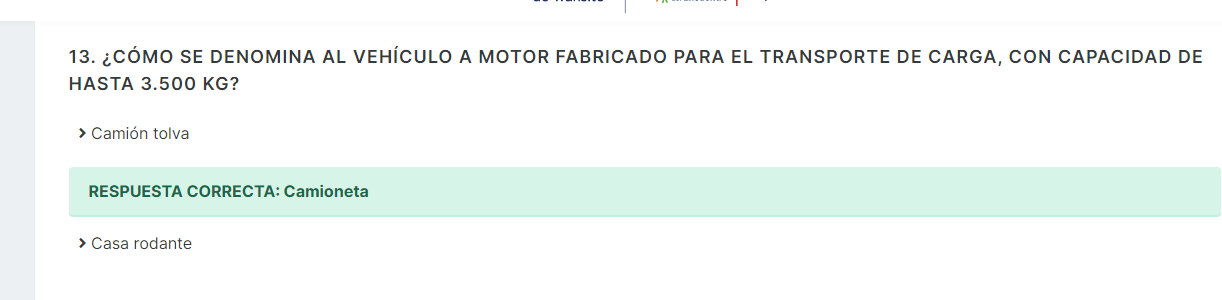 13. ¿CÓMO SE DENOMINA AL VEHÍCULO A MOTOR FABRICADO PARA EL TRANSPORTE DE CARGA, CON CAPACIDAD DE
HASTA 3.500 KG?
Camión tolva
RESPUESTA CORRECTA: Camioneta
Casa rodante